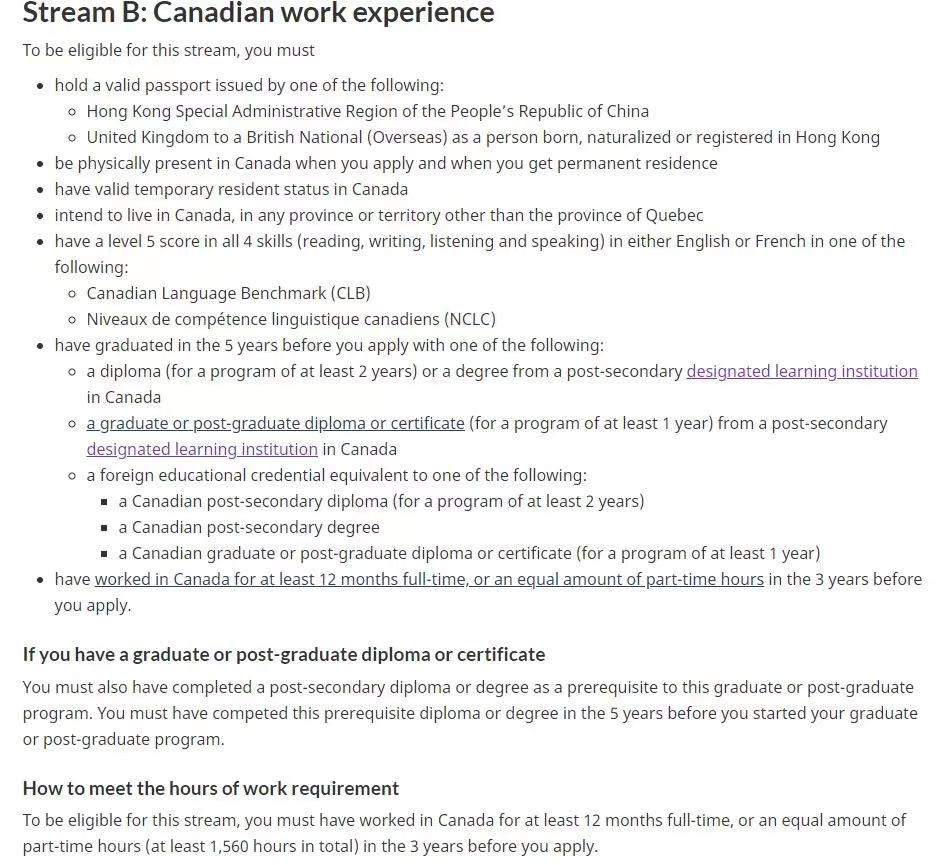 Stream B: Canadian work experience
To be eligible for this stream, you must
• hold a valid passport issued by one of the following:
◦ Hong Kong Special Administrative Region of the People’s Republic of China
◦ United Kingdom to a British National (Overseas) as a person born, naturalized or registered in Hong Kong
• be physically present in Canada when you apply and when you get permanent residence
• have valid temporary resident status in Canada
• intend to live in Canada, in any province or territory other than the province of Quebec
• have a level 5 score in all 4 skills (reading, writing, listening and speaking) in either English or French in one of the
following:
◦ Canadian Language Benchmark (CLB)
◦ Niveaux de compétence linguistique canadiens (NCLC)
• have graduated in the 5 years before you apply with one of the following:
◦ a diploma (for a program of at least 2 years) or a degree from a post-secondary designated learning institution
in Canada
◦ a graduate or post-graduate diploma or certificate (for a program of at least 1 year) from a post-secondary
designated learning institution in Canada
◦ a foreign educational credential equivalent to one of the following:
▪ a Canadian post-secondary diploma (for a program of at least 2 years)
▪ a Canadian post-secondary degree
▪ a Canadian graduate or post-graduate diploma or certificate (for a program of at least 1 year)
• have worked in Canada for at least 12 months full-time, or an equal amount of part-time hours in the 3 years before
you apply.
If you have a graduate or post-graduate diploma or certificate
You must also have completed a post-secondary diploma or degree as a prerequisite to this graduate or post-graduate
program. You must have competed this prerequisite diploma or degree in the 5 years before you started your graduate
or post-graduate program.
How to meet the hours of work requirement
To be eligible for this stream, you must have worked in Canada for at least 12 months full-time, or an equal amount of
part-time hours (at least 1,560 hours in total) in the 3 years before you apply.